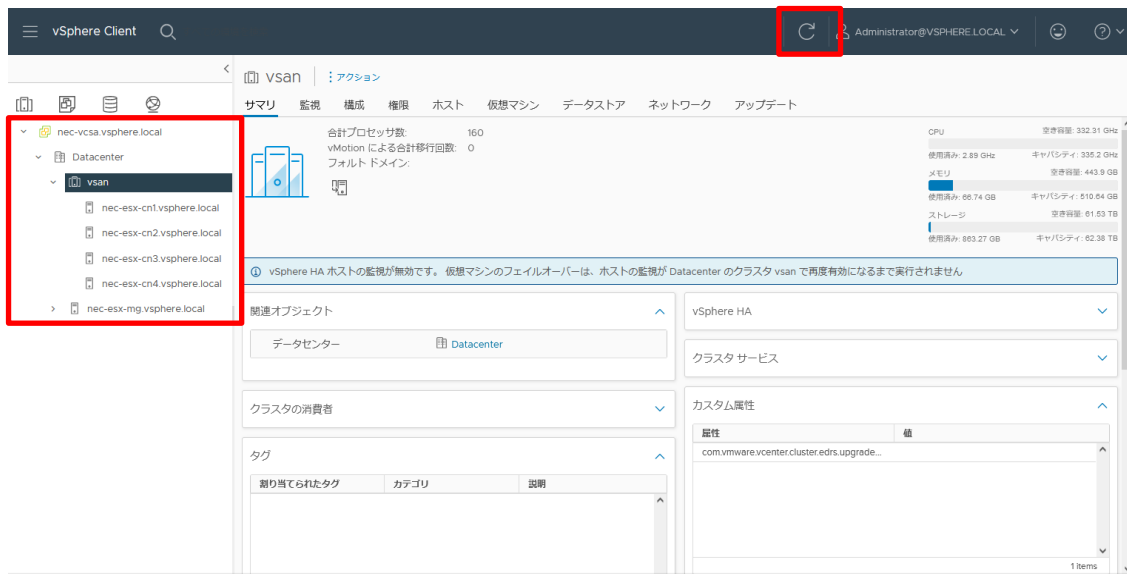 vSphere Client
Administrator@VSPHERE.LOCAL
vsan
アクション
サマリ 監視 構成 権限 ホスト 仮想マシン データストア ネットワーク アップデート
nec-vcsa.vsphere.local
Datacenter
vsan
nec-esx-cn1.vsphere.local
nec-esx-cn2.vsphere.local
nec-esx-cn3.vsphere.local
nec-esx-cn4.vsphere.local
nec-esx-mg.vsphere.local
合計プロセッサ数: 160
vMotion による合計移行回数: 0
フォルト ドメイン:
CPU 空き容量: 332.31 GHz
使用済み: 2.89 GHz キャパシティ: 335.2 GHz
メモリ 空き容量: 443.9 GB
使用済み: 66.74 GB キャパシティ: 510.64 GB
ストレージ 空き容量: 61.53 TB
使用済み: 863.27 GB キャパシティ: 62.38 TB
vSphere HA ホストの監視が無効です。 仮想マシンのフェイルオーバーは、ホストの監視が Datacenter のクラスタ vsan で再度有効になるまで実行されません
関連オブジェクト
データセンター Datacenter
クラスタの消費者
タグ
割り当てられたタグ カテゴリ 説明
vSphere HA
クラスタ サービス
カスタム属性
属性 値
com.vmware.vcenter.cluster.edrs.upgrade...
1 items